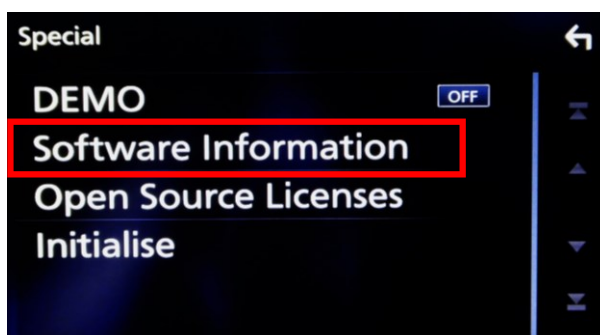 Special
DEMO OFF
Software Information
Open Source Licenses
Initialise